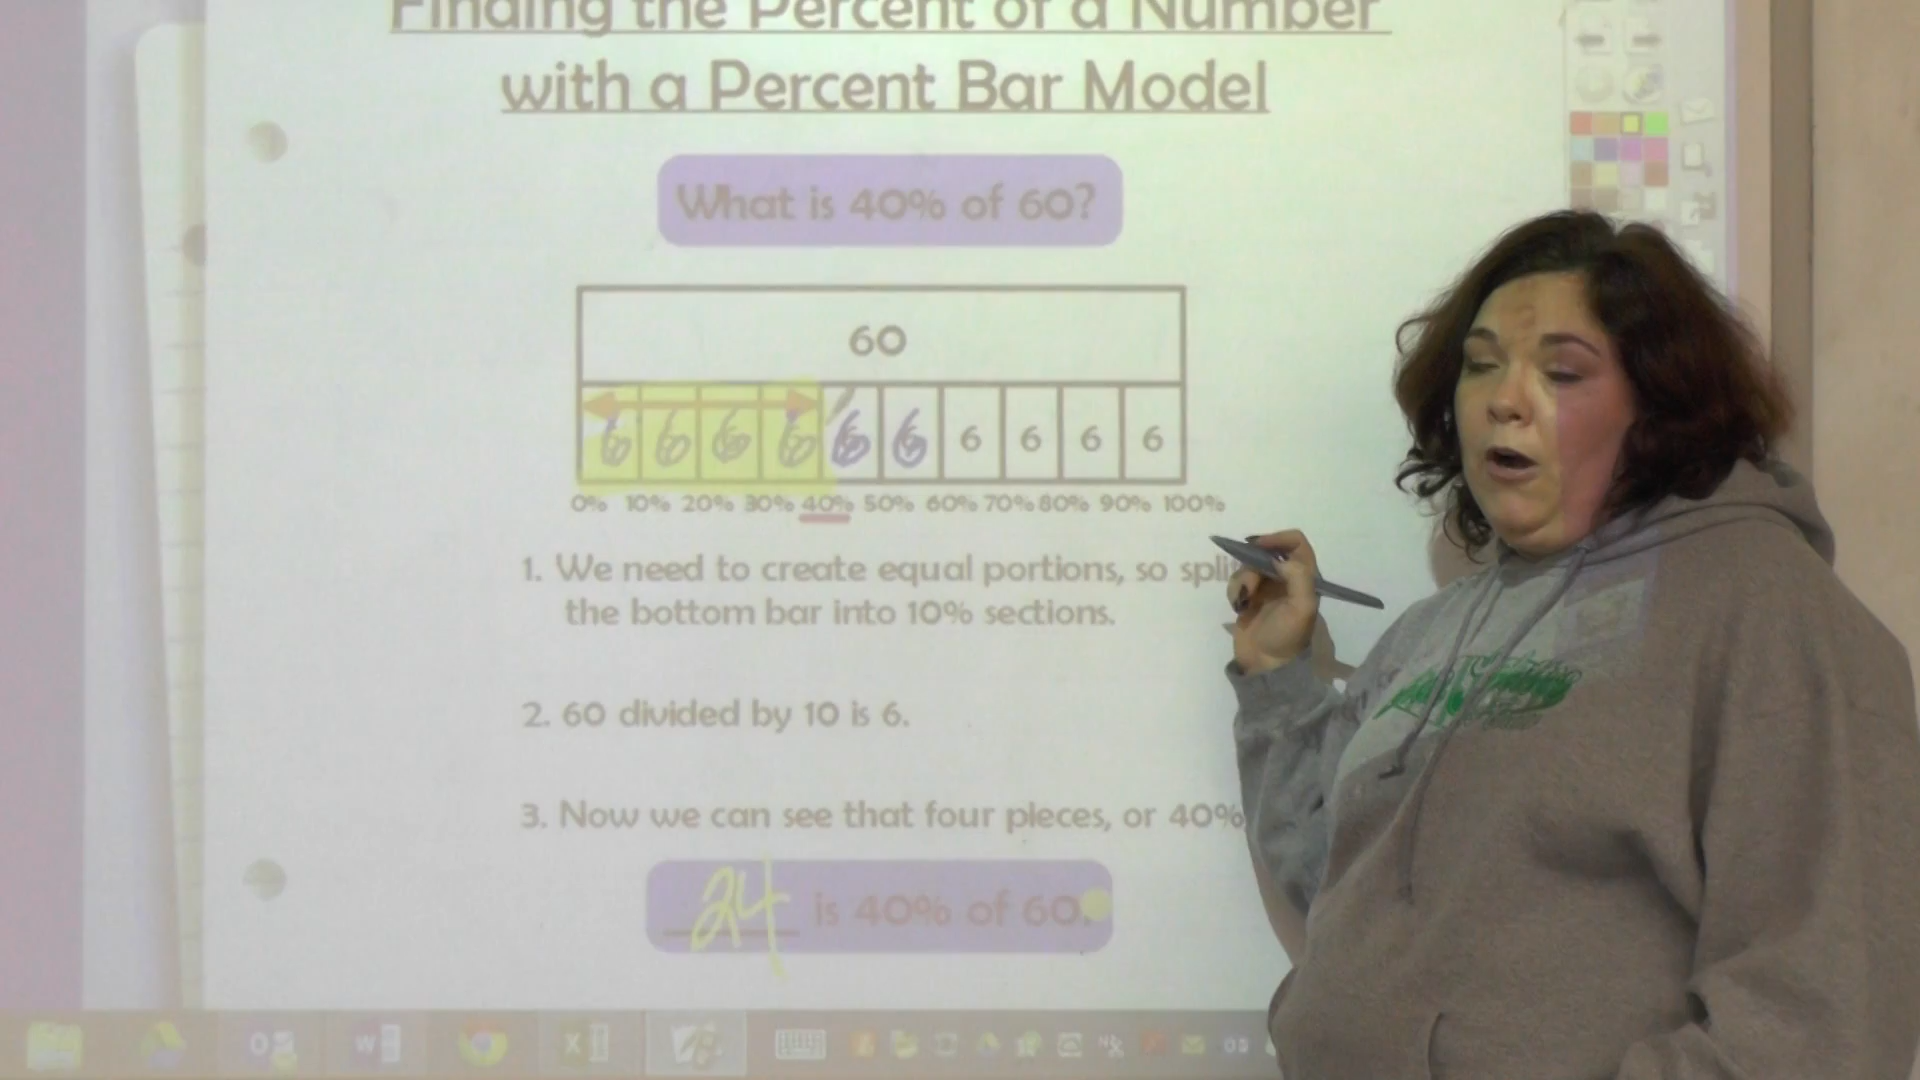 Finding the Percent of a Number
with a Percent Bar Model
What is 40% of 60?
60
6 6 6 6 6 6 6 6 6 6
0% 10% 20% 30% 40% 50% 60% 70% 80% 90% 100%
1. We need to create equal portions, so split
the bottom bar into 10% sections.
2. 60 divided by 10 is 6.
3. Now we can see that four pieces, or 40%
24 is 40% of 60.